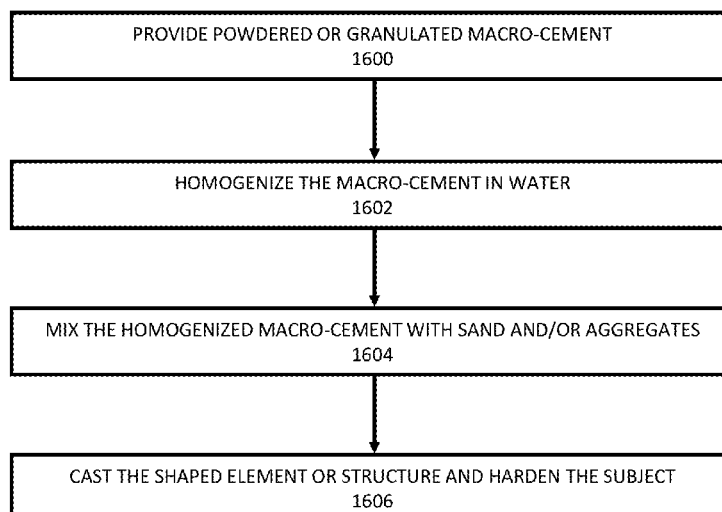 PROVIDE POWDERED OR GRANULATED MACRO-CEMENT
1600
HOMOGENIZE THE MACRO-CEMENT IN WATER
1602
MIX THE HOMOGENIZED MACRO-CEMENT WITH SAND AND/OR AGGREGATES
1604
CAST THE SHAPED ELEMENT OR STRUCTURE AND HARDEN THE SUBJECT
1606